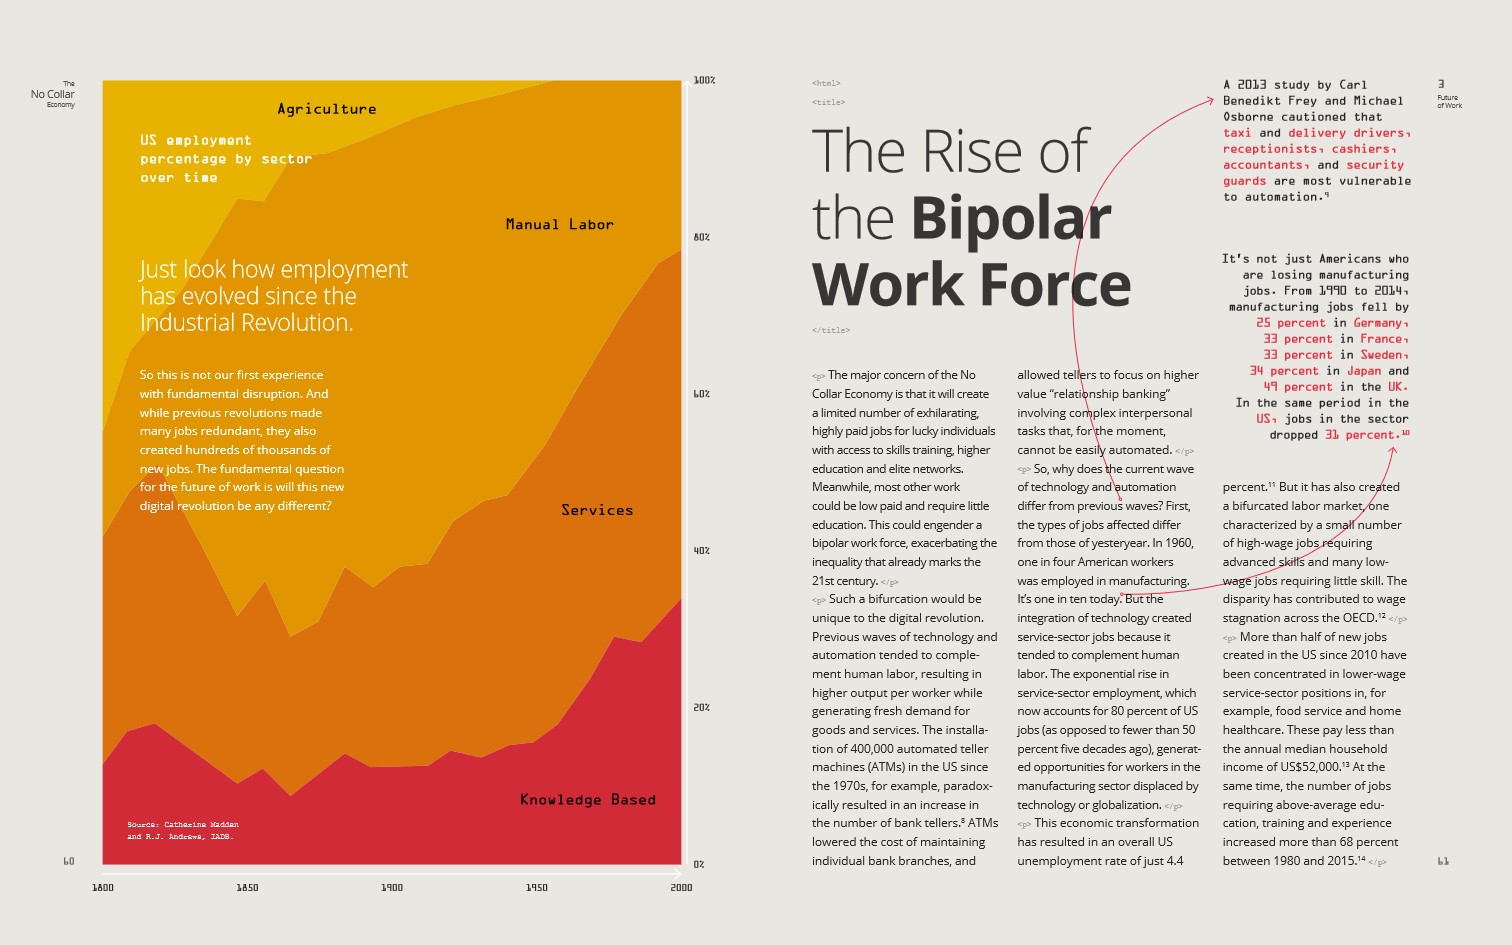 The
No Collar
Economy
Agriculture
US employment
percentage by sector
over time
Manual Labor
Just look how employment
has evolved since the
Industrial Revolution.
So this is not our first experience
with fundamental disruption. And
while previous revolutions made
many jobs redundant, they also
created hundreds of thousands of
new jobs. The fundamental question
for the future of work is will this new
digital revolution be any different?
Services
Knowledge Based
Source: Catherine Madden
and R.J. Andrews, IADB.
100%
80%
60%
40%
20%
0%
1800 1850 1900 1950 2000
60
<html>
<title>
The Rise of
the Bipolar
Work Force
</title>
<p> The major concern of the No
Collar Economy is that it will create
a limited number of exhilarating,
highly paid jobs for lucky individuals
with access to skills training, higher
education and elite networks.
Meanwhile, most other work
could be low paid and require little
education. This could engender a
bipolar work force, exacerbating the
inequality that already marks the
21st century. </p>
<p> Such a bifurcation would be
unique to the digital revolution.
Previous waves of technology and
automation tended to comple-
ment human labor, resulting in
higher output per worker while
generating fresh demand for
goods and services. The installa-
tion of 400,000 automated teller
machines (ATMs) in the US since
the 1970s, for example, paradox-
ically resulted in an increase in
the number of bank tellers.⁸ ATMs
lowered the cost of maintaining
individual bank branches, and
allowed tellers to focus on higher
value “relationship banking”
involving complex interpersonal
tasks that, for the moment,
cannot be easily automated. </p>
<p> So, why does the current wave
of technology and automation
differ from previous waves? First,
the types of jobs affected differ
from those of yesteryear. In 1960,
one in four American workers
was employed in manufacturing.
It’s one in ten today. But the
integration of technology created
service-sector jobs because it
tended to complement human
labor. The exponential rise in
service-sector employment, which
now accounts for 80 percent of US
jobs (as opposed to fewer than 50
percent five decades ago), generat-
ed opportunities for workers in the
manufacturing sector displaced by
technology or globalization. </p>
<p> This economic transformation
has resulted in an overall US
unemployment rate of just 4.4
A 2013 study by Carl
Benedikt Frey and Michael
Osborne cautioned that
taxi and delivery drivers,
receptionists, cashiers,
accountants, and security
guards are most vulnerable
to automation.⁹
It's not just Americans who
are losing manufacturing
jobs. From 1990 to 2014,
manufacturing jobs fell by
25 percent in Germany,
33 percent in France,
33 percent in Sweden,
34 percent in Japan and
49 percent in the UK.
In the same period in the
US, jobs in the sector
dropped 31 percent.¹⁰
percent.¹¹ But it has also created
a bifurcated labor market, one
characterized by a small number
of high-wage jobs requiring
advanced skills and many low-
wage jobs requiring little skill. The
disparity has contributed to wage
stagnation across the OECD.¹² </p>
<p> More than half of new jobs
created in the US since 2010 have
been concentrated in lower-wage
service-sector positions in, for
example, food service and home
healthcare. These pay less than
the annual median household
income of US$52,000.¹³ At the
same time, the number of jobs
requiring above-average edu-
cation, training and experience
increased more than 68 percent
between 1980 and 2015.¹⁴ </p>
3
Future
of Work
61